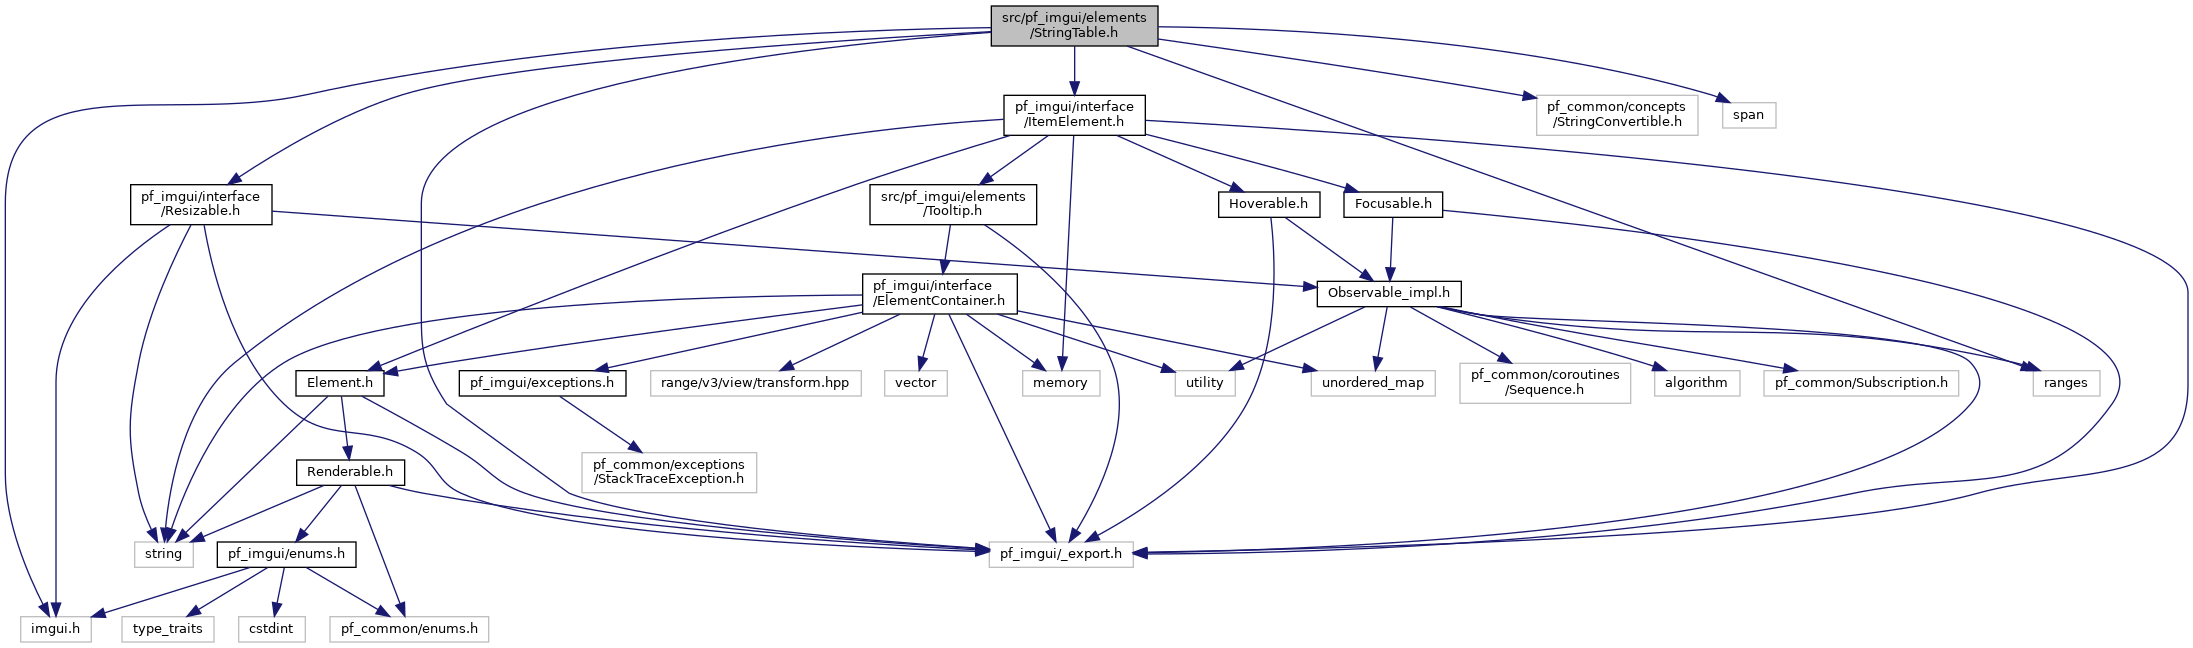 src/pf_imgui/elements
/StringTable.h
pf_imgui/interface
/ItemElement.h
pf_common/concepts
/StringConvertible.h
span
pf_imgui/interface
/Resizable.h
src/pf_imgui/elements
/Tooltip.h
Hoverable.h
Focusable.h
pf_imgui/interface
/ElementContainer.h
Observable_impl.h
Element.h
pf_imgui/exceptions.h
range/v3/view/transform.hpp
vector
memory
utility
unordered_map
pf_common/coroutines
/Sequence.h
algorithm
pf_common/Subscription.h
ranges
Renderable.h
pf_common/exceptions
/StackTraceException.h
string
pf_imgui/enums.h
pf_imgui/_export.h
imgui.h
type_traits
cstdint
pf_common/enums.h